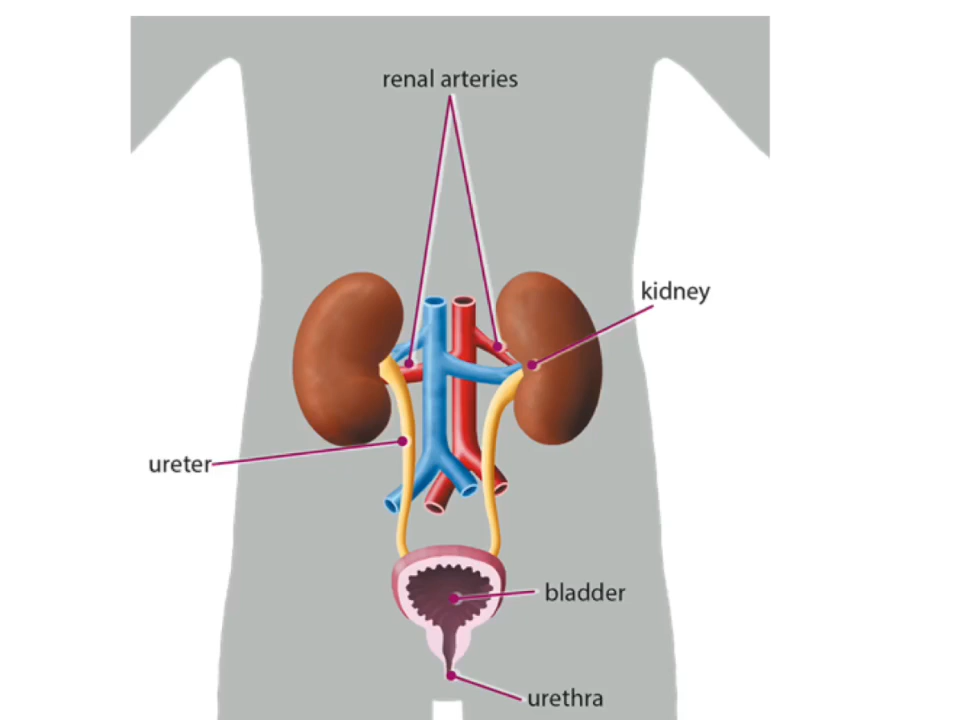 renal arteries
kidney
ureter
bladder
urethra